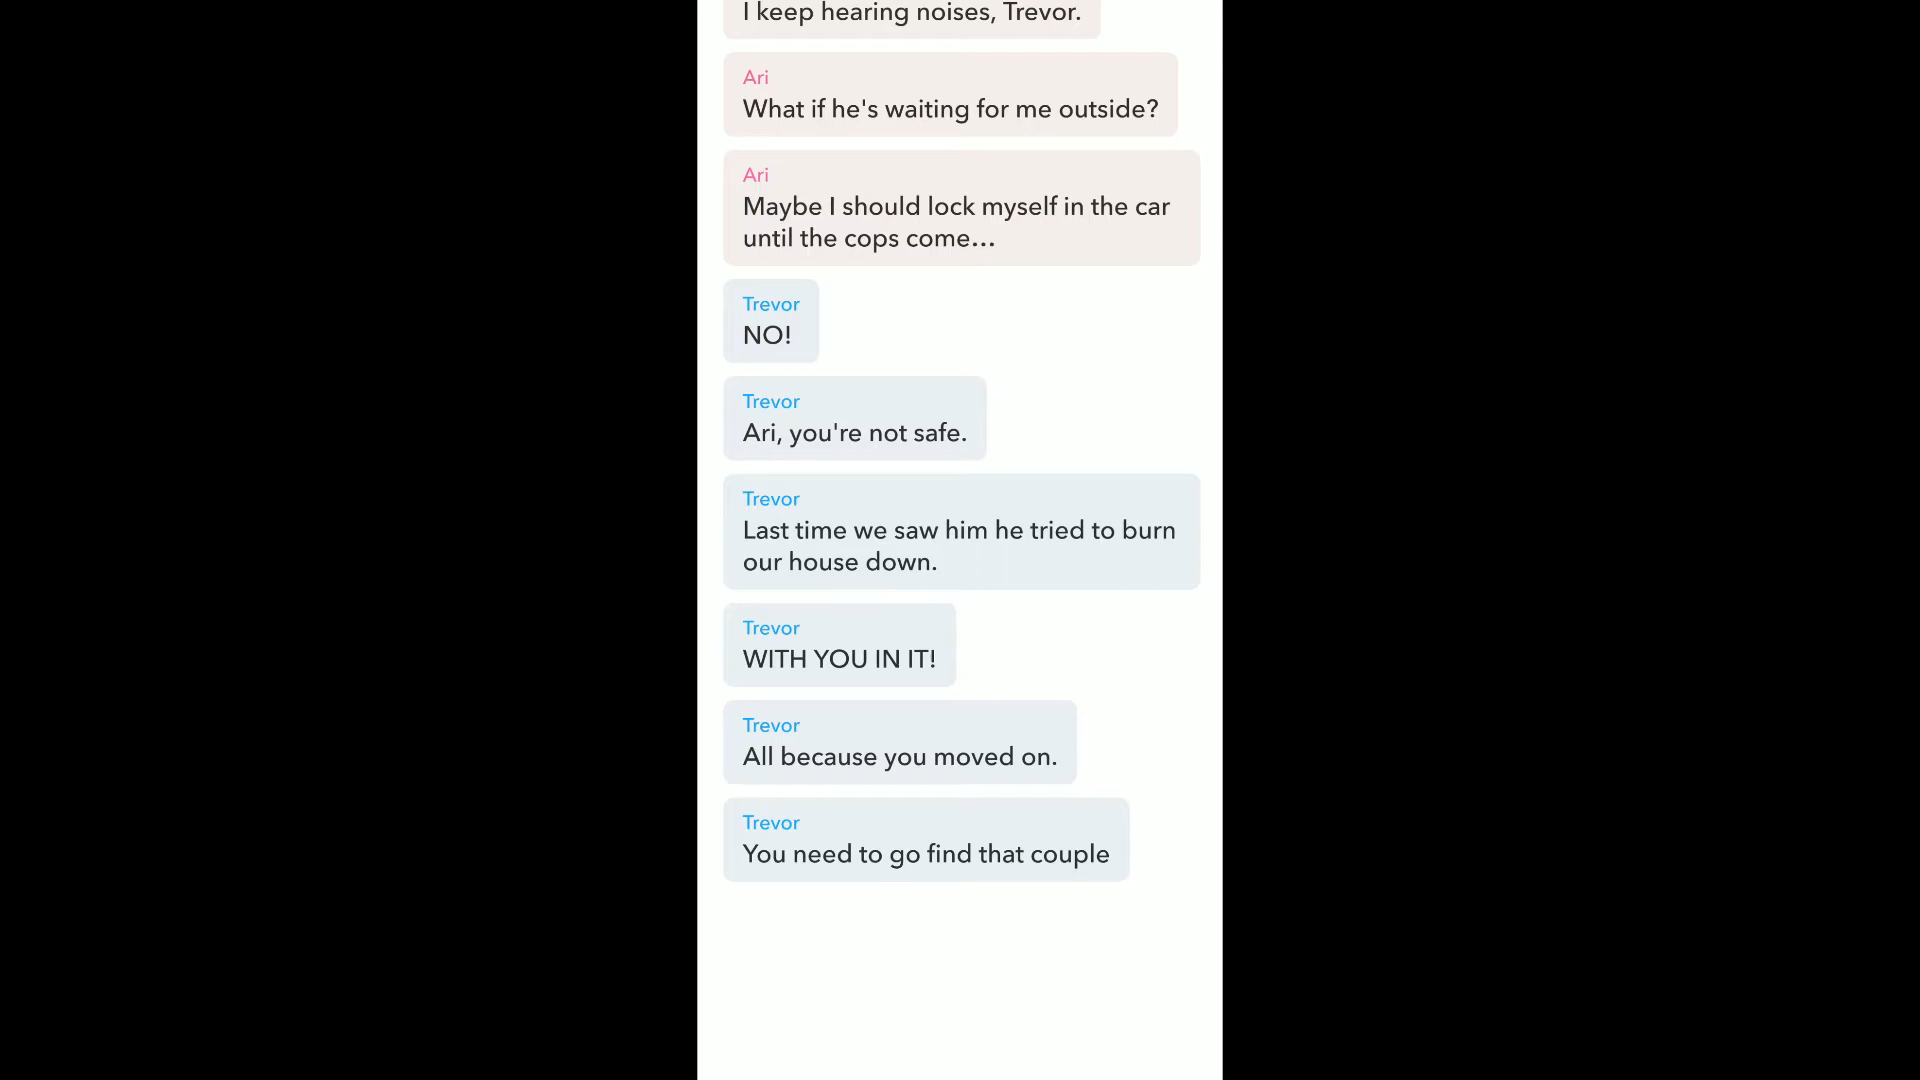 I keep hearing noises, Trevor.
Ari
What if he's waiting for me outside?
Ari
Maybe I should lock myself in the car
until the cops come...
Trevor
NO!
Trevor
Ari, you're not safe.
Trevor
Last time we saw him he tried to burn
our house down.
Trevor
WITH YOU IN IT!
Trevor
All because you moved on.
Trevor
You need to go find that couple